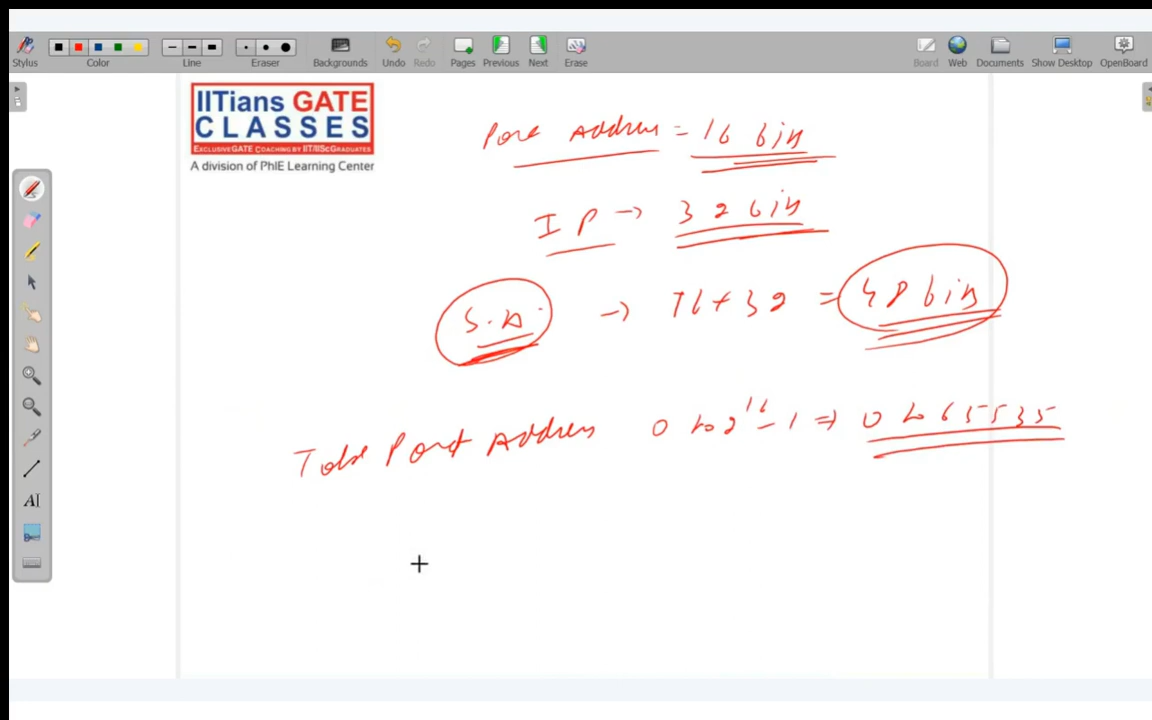 Stylus Color Line Eraser Backgrounds Undo Redo Pages Previous Next Erase Board Web Documents Show Desktop OpenBoard
IITians GATE
CLASSES
EXCLUSIVE GATE COACHING BY IIT/IISc GRADUATES
A division of PhIE Learning Center
Port Address = 16 bits
IP → 32 bits
S.A. → 16+32 = 48 bits
Total Port Address 0 to 2^16 - 1 ⇒ 0 to 65535
AI